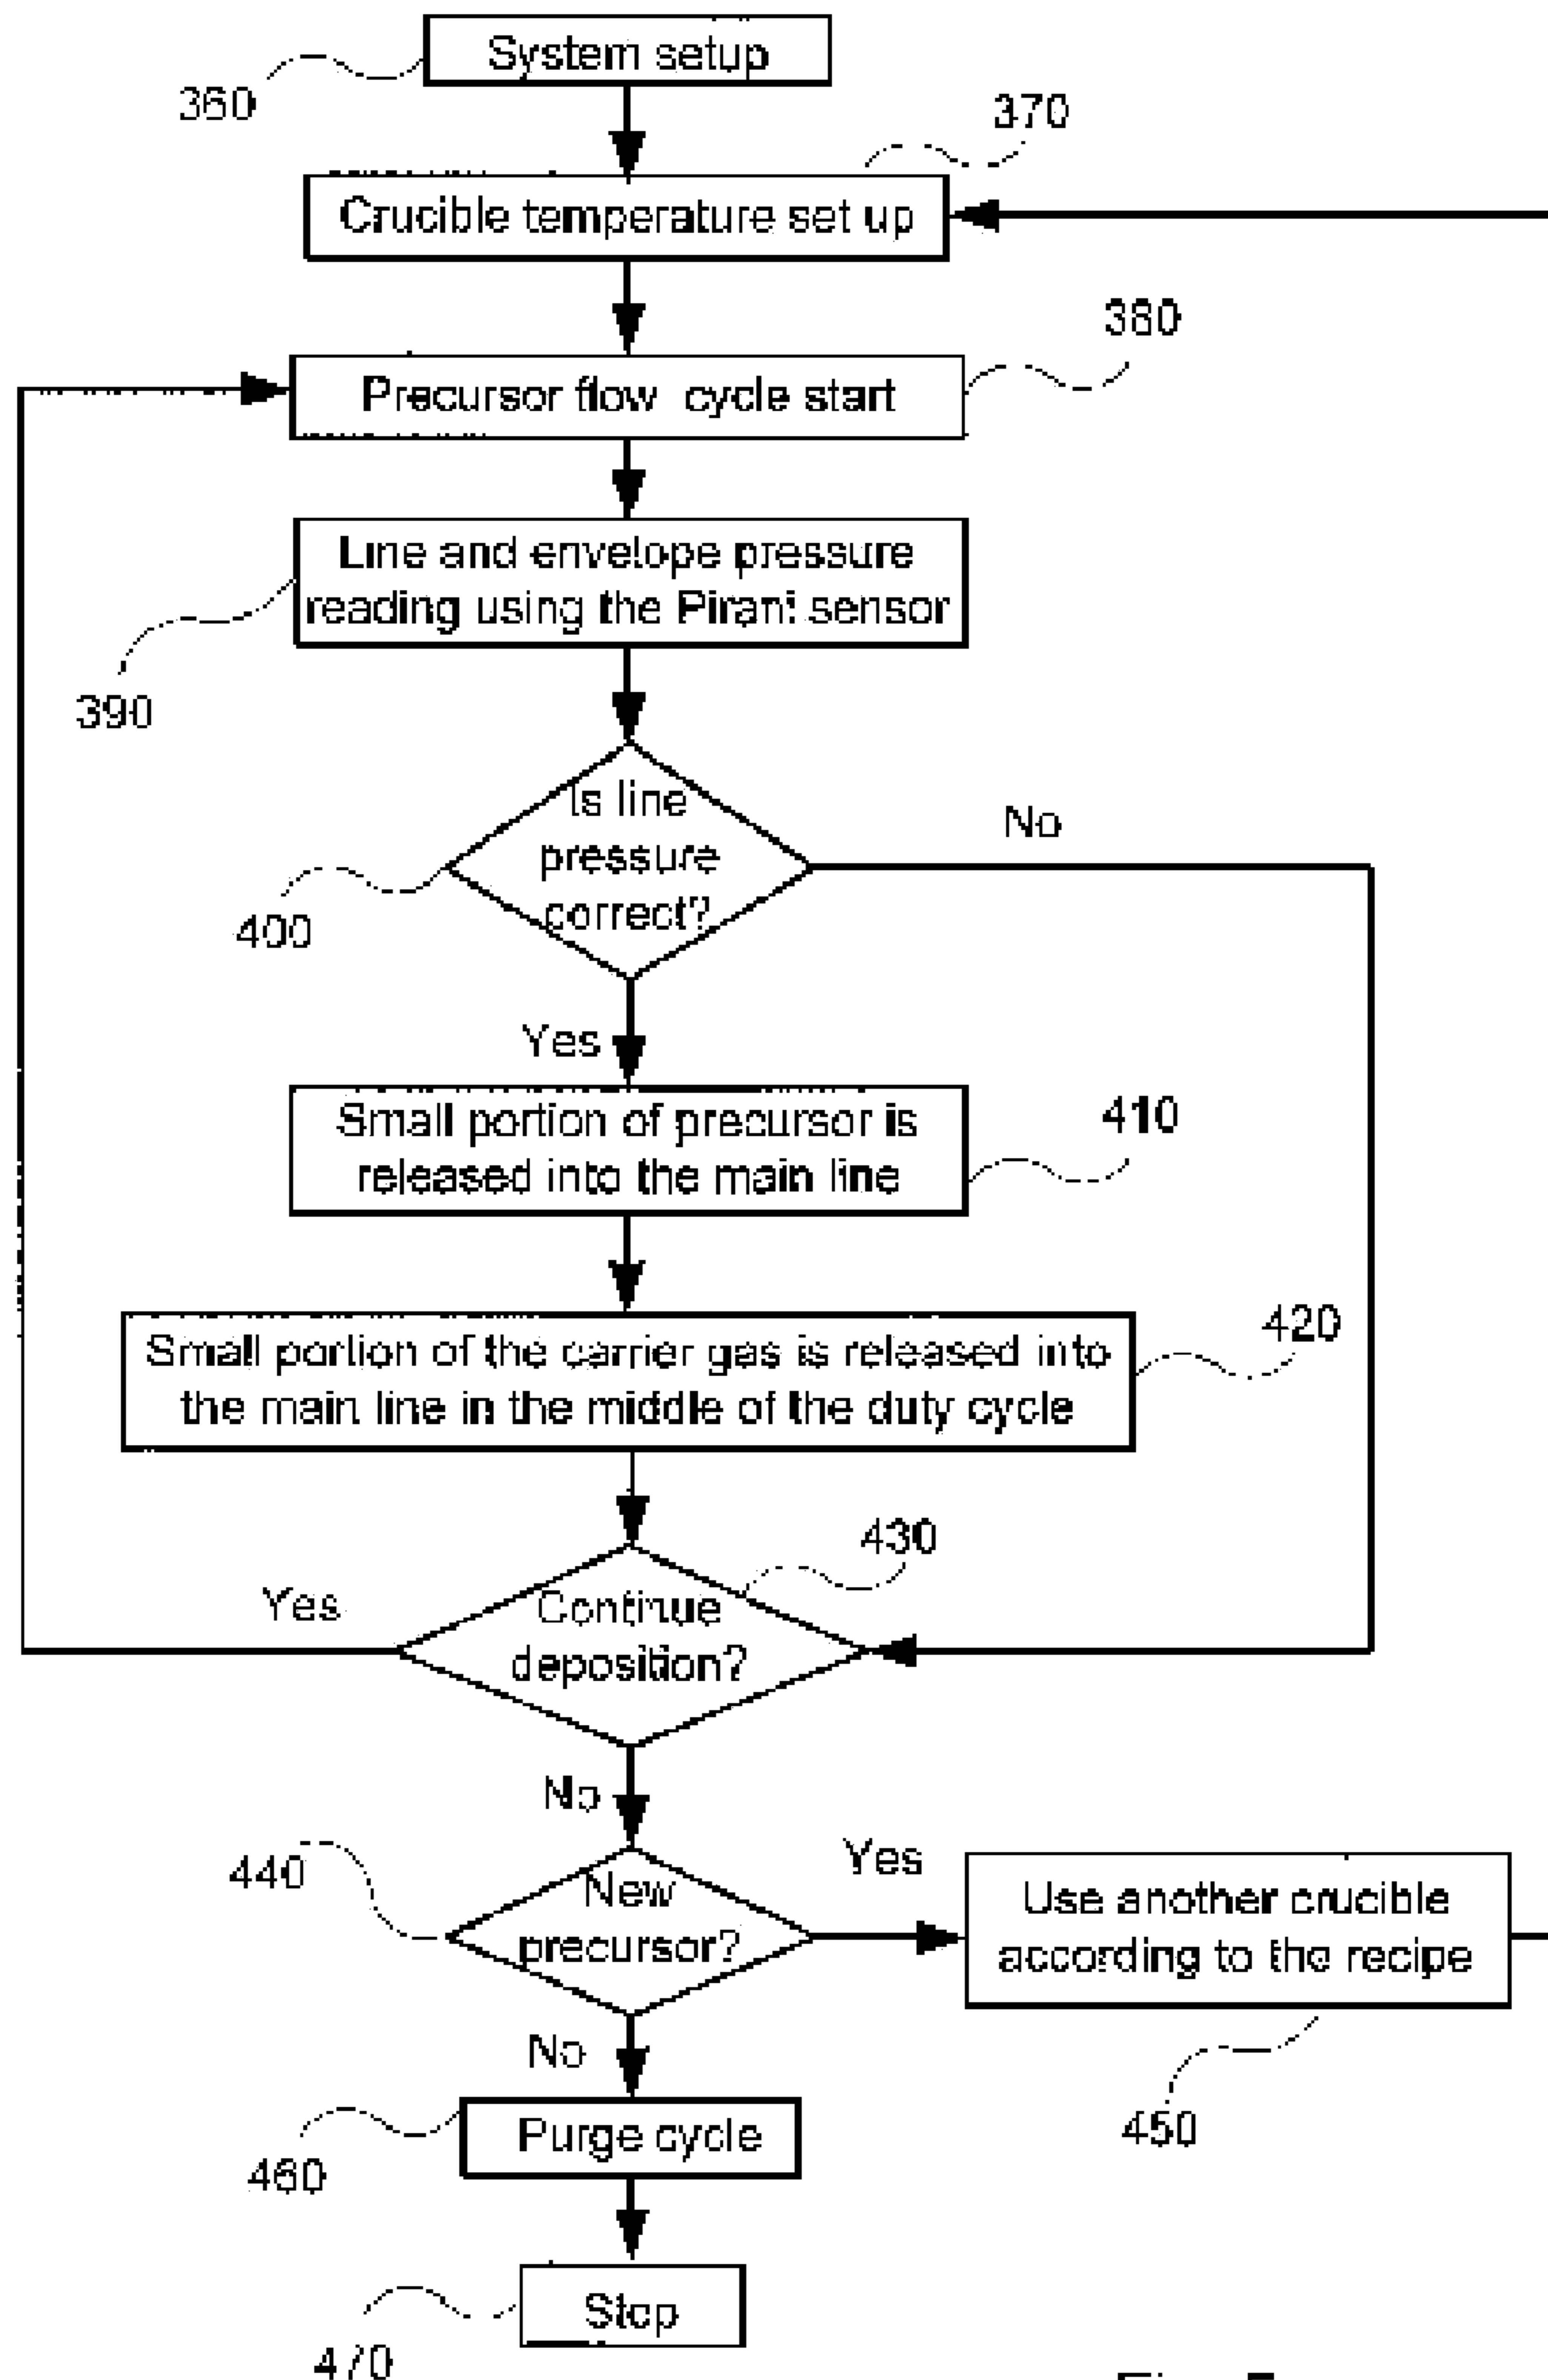 System setup
360
370
Crucible temperature set up
380
Precursor flow cycle start
Line and envelope pressure
reading using the Pirani sensor
390
Is line
pressure
correct?
No
400
Yes
Small portion of precursor is
released into the main line
410
420
Small portion of the carrier gas is released into
the main line in the middle of the duty cycle
430
Yes
Continue
deposition?
No
440
New
precursor?
Yes
Use another crucible
according to the recipe
No
450
Purge cycle
460
Stop
470